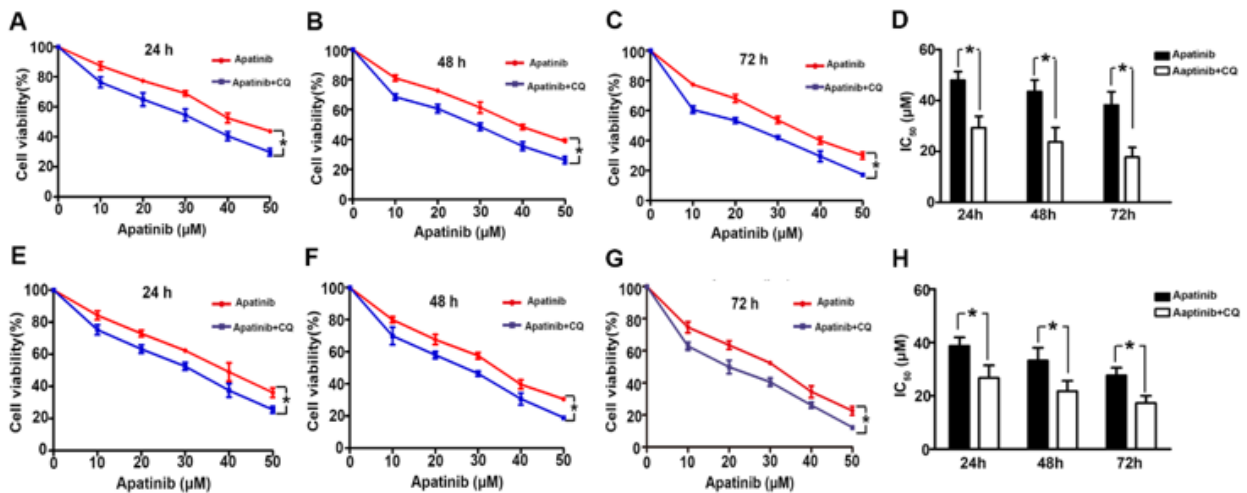 A
24 h
Apatinib
Apatinib+CQ
Cell viability(%)
100
80
60
40
20
0
*
0 10 20 30 40 50
Apatinib (µM)
B
48 h
Apatinib
Apatinib+CQ
Cell viability(%)
100
80
60
40
20
0
*
0 10 20 30 40 50
Apatinib (µM)
C
72 h
Apatinib
Apatinib+CQ
Cell viability(%)
100
80
60
40
20
0
*
0 10 20 30 40 50
Apatinib (µM)
D
Apatinib
Aaptinib+CQ
IC50 (µM)
60
40
20
0
* * *
24h 48h 72h
E
24 h
Apatinib
Apatinib+CQ
Cell viability(%)
100
80
60
40
20
0
*
0 10 20 30 40 50
Apatinib (µM)
F
48 h
Apatinib
Apatinib+CQ
Cell viability(%)
100
80
60
40
20
0
*
0 10 20 30 40 50
Apatinib (µM)
G
72 h
Apatinib
Apatinib+CQ
Cell viability(%)
100
80
60
40
20
0
*
0 10 20 30 40 50
Apatinib (µM)
H
Apatinib
Aaptinib+CQ
IC50 (µM)
60
40
20
0
* * *
24h 48h 72h